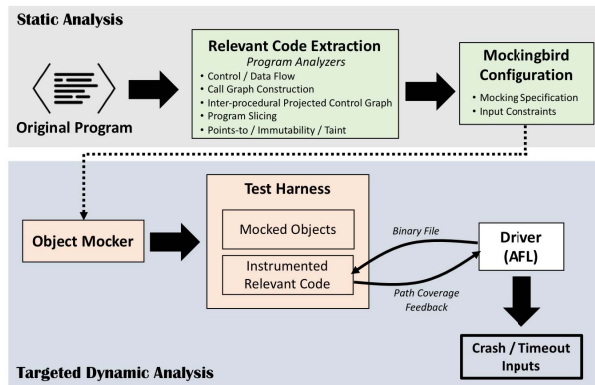 Static Analysis
Original Program
Relevant Code Extraction
Program Analyzers
• Control / Data Flow
• Call Graph Construction
• Inter-procedural Projected Control Graph
• Program Slicing
• Points-to / Immutability / Taint
Mockingbird
Configuration
• Mocking Specification
• Input Constraints
Object Mocker
Test Harness
Mocked Objects
Instrumented
Relevant Code
Binary File
Path Coverage
Feedback
Driver
(AFL)
Crash / Timeout
Inputs
Targeted Dynamic Analysis